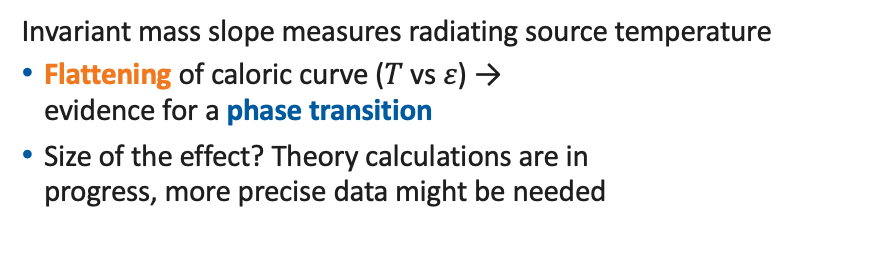 Invariant mass slope measures radiating source temperature
• Flattening of caloric curve (T vs ε) →
evidence for a phase transition
• Size of the effect? Theory calculations are in
progress, more precise data might be needed